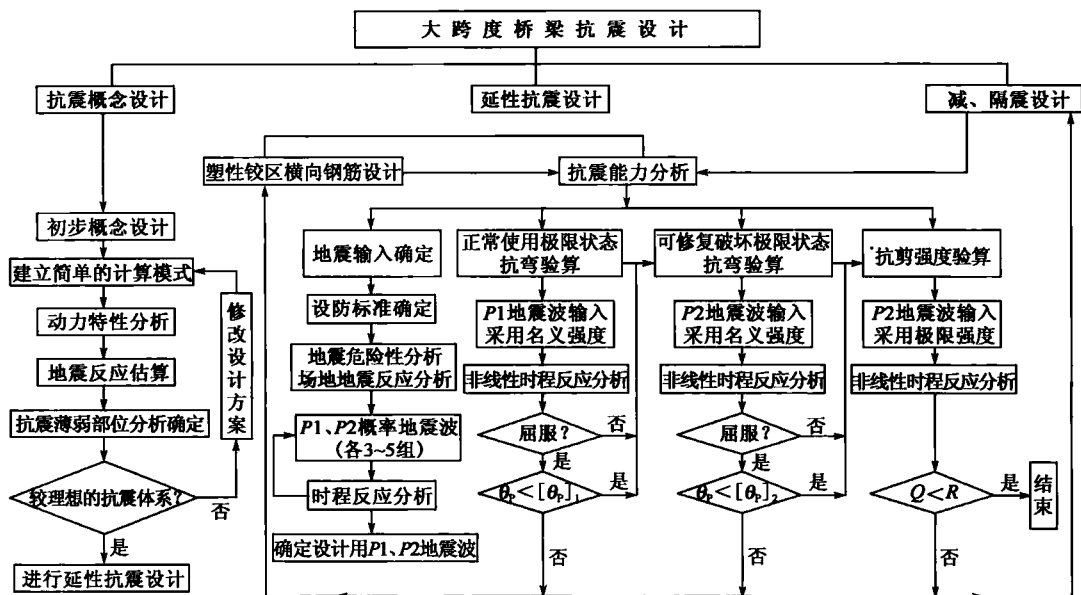 大跨度桥梁抗震设计
抗震概念设计
延性抗震设计
减、隔震设计
塑性铰区横向钢筋设计
抗震能力分析
初步概念设计
建立简单的计算模式
动力特性分析
地震反应估算
抗震薄弱部位分析确定
较理想的抗震体系?
否
是
进行延性抗震设计
修改设计方案
地震输入确定
设防标准确定
地震危险性分析
场地地震反应分析
P1、P2概率地震波
(各3~5组)
时程反应分析
确定设计用P1、P2地震波
正常使用极限状态
抗弯验算
P1地震波输入
采用名义强度
非线性时程反应分析
屈服?
否
是
θP<[θP]1
是
否
可修复破坏极限状态
抗弯验算
P2地震波输入
采用名义强度
非线性时程反应分析
屈服?
否
是
θP<[θP]2
是
否
抗剪强度验算
P2地震波输入
采用极限强度
非线性时程反应分析
Q<R
是
结束
否